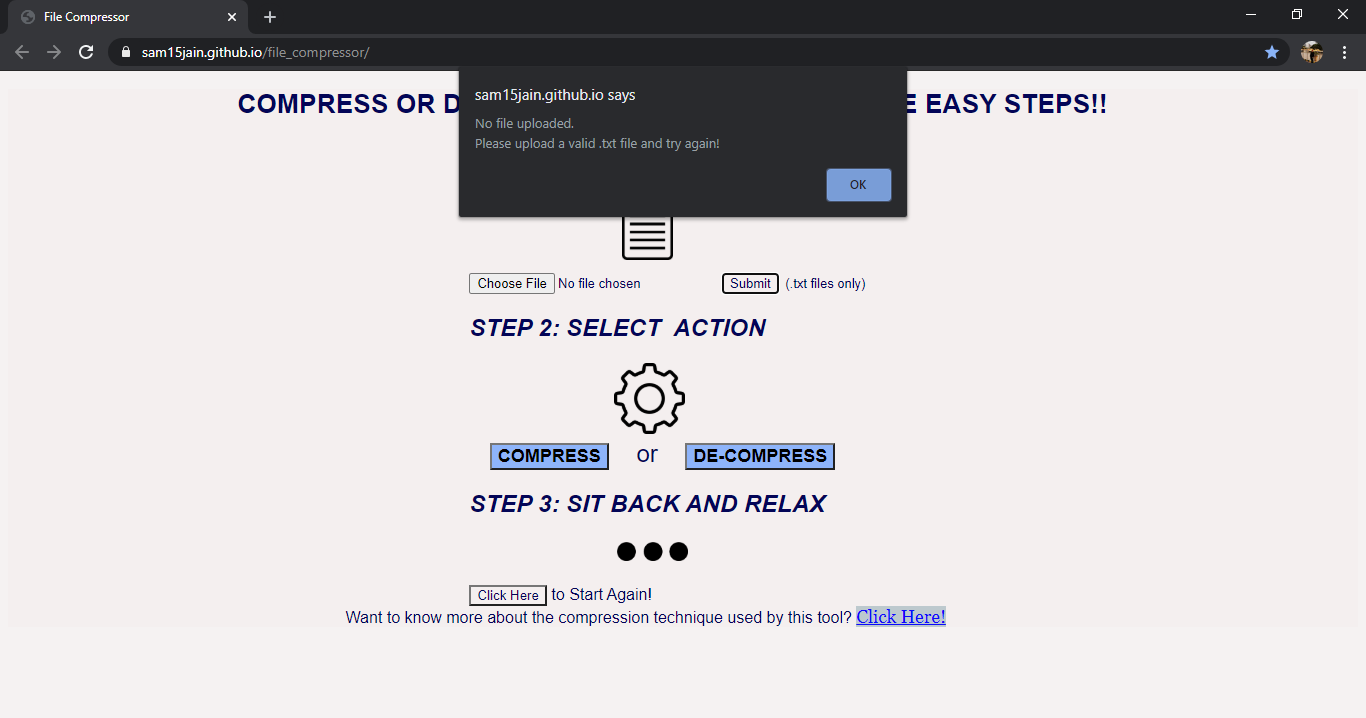 File Compressor
sam15jain.github.io/file_compressor/
sam15jain.github.io says
No file uploaded.
Please upload a valid .txt file and try again!
OK
COMPRESS OR D E EASY STEPS!!
Choose File No file chosen Submit (.txt files only)
STEP 2: SELECT ACTION
COMPRESS or DE-COMPRESS
STEP 3: SIT BACK AND RELAX
Click Here to Start Again!
Want to know more about the compression technique used by this tool? Click Here!